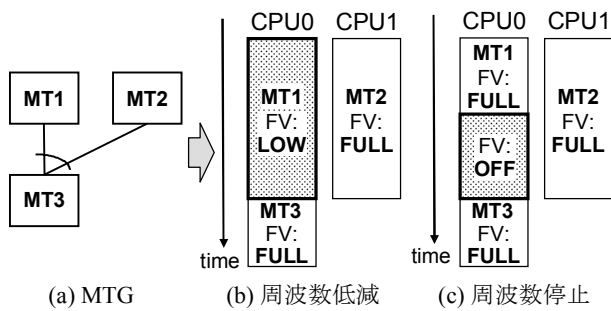 CPU0 CPU1 CPU0 CPU1
MT1 MT2
MT3
MT1
FV:
LOW
MT2
FV:
FULL
MT3
FV:
FULL
time
MT1
FV:
FULL
FV:
OFF
MT2
FV:
FULL
MT3
FV:
FULL
time
(a) MTG (b) 周波数低減 (c) 周波数停止